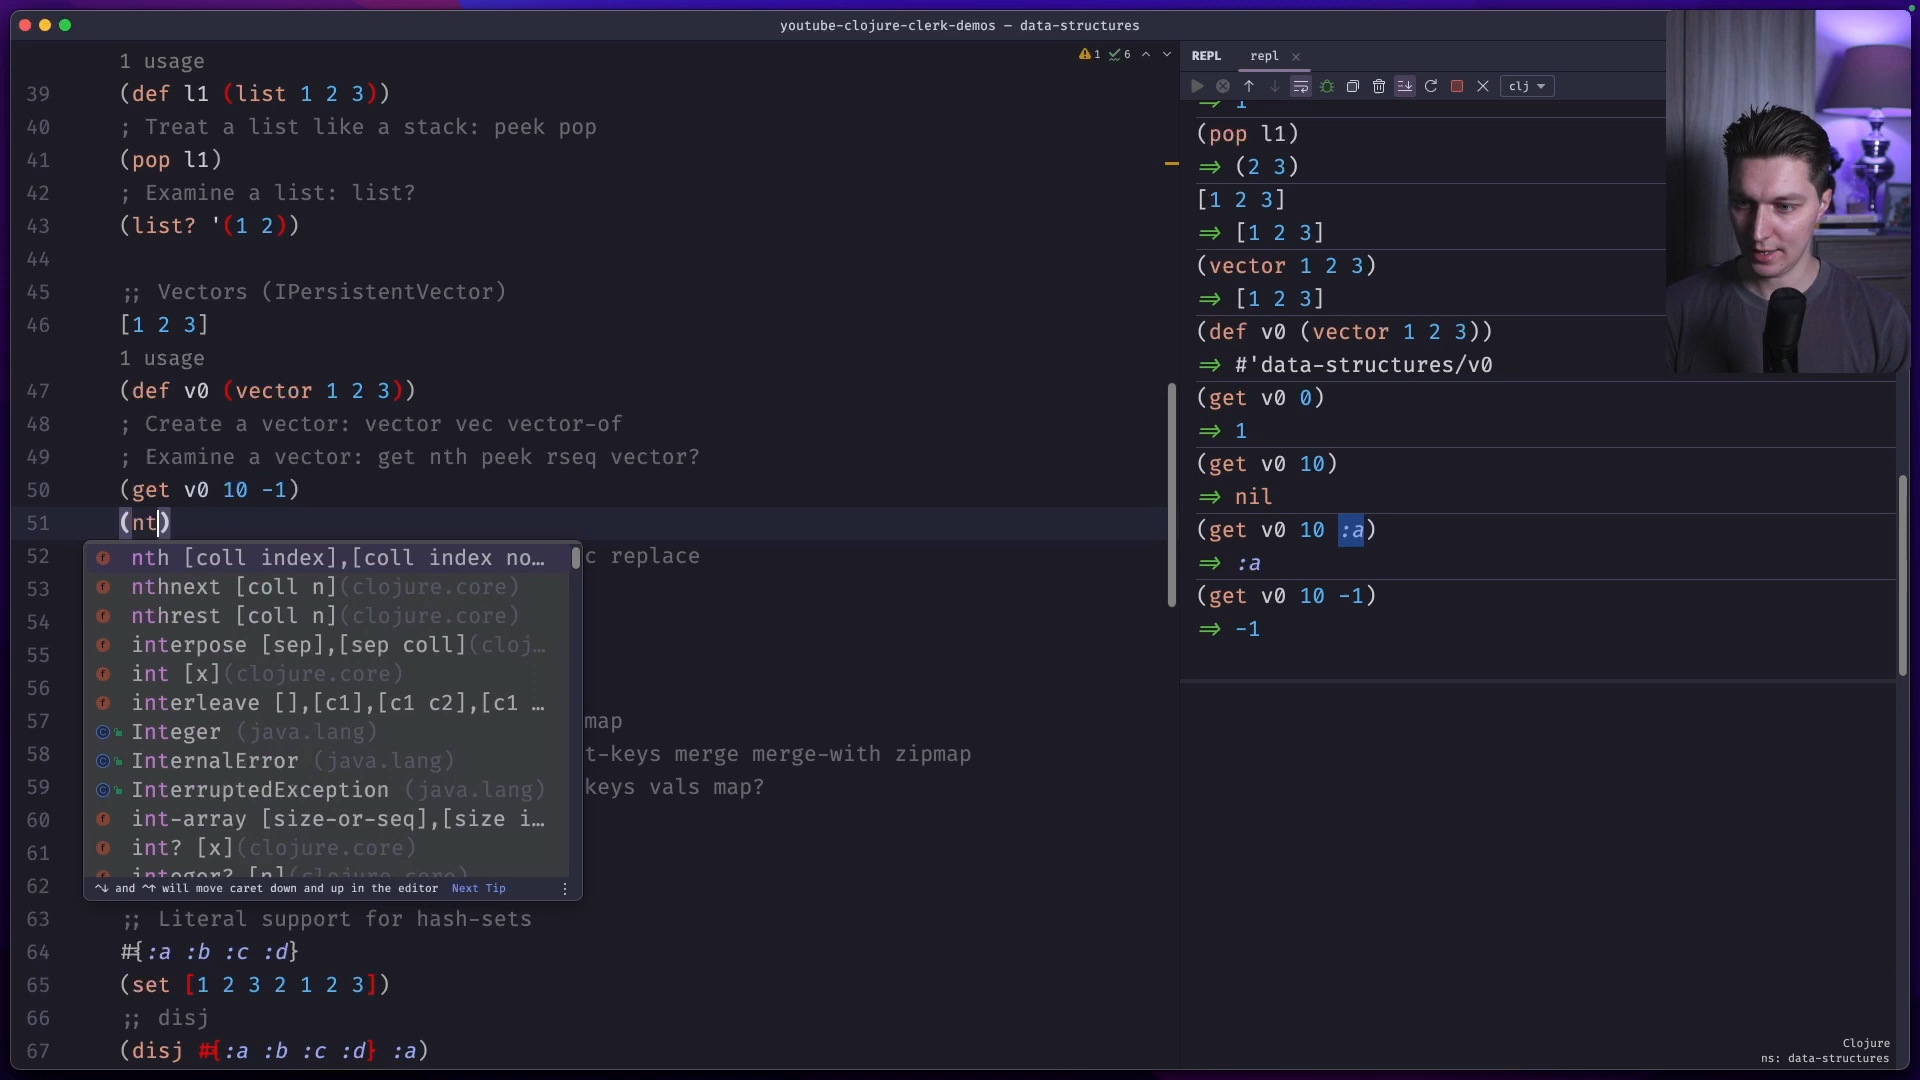 youtube-clojure-clerk-demos – data-structures
1 usage
39 (def l1 (list 1 2 3))
40 ; Treat a list like a stack: peek pop
41 (pop l1)
42 ; Examine a list: list?
43 (list? '(1 2))
44
45 ;; Vectors (IPersistentVector)
46 [1 2 3]
1 usage
47 (def v0 (vector 1 2 3))
48 ; Create a vector: vector vec vector-of
49 ; Examine a vector: get nth peek rseq vector?
50 (get v0 10 -1)
51 (nt)
52 c replace
53
54
55
56
57 map
58 t-keys merge merge-with zipmap
59 keys vals map?
60
61
62
63 ;; Literal support for hash-sets
64 #{:a :b :c :d}
65 (set [1 2 3 2 1 2 3])
66 ;; disj
67 (disj #{:a :b :c :d} :a)
nth [coll index],[coll index no…
nthnext [coll n](clojure.core)
nthrest [coll n](clojure.core)
interpose [sep],[sep coll](cloj…
int [x](clojure.core)
interleave [],[c1],[c1 c2],[c1 …
Integer (java.lang)
InternalError (java.lang)
InterruptedException (java.lang)
int-array [size-or-seq],[size i…
int? [x](clojure.core)
integer? [n](clojure.core)
^↓ and ^↑ will move caret down and up in the editor Next Tip
1 6
REPL repl
clj
⇒ 1
(pop l1)
⇒ (2 3)
[1 2 3]
⇒ [1 2 3]
(vector 1 2 3)
⇒ [1 2 3]
(def v0 (vector 1 2 3))
⇒ #'data-structures/v0
(get v0 0)
⇒ 1
(get v0 10)
⇒ nil
(get v0 10 :a)
⇒ :a
(get v0 10 -1)
⇒ -1
Clojure
ns: data-structures